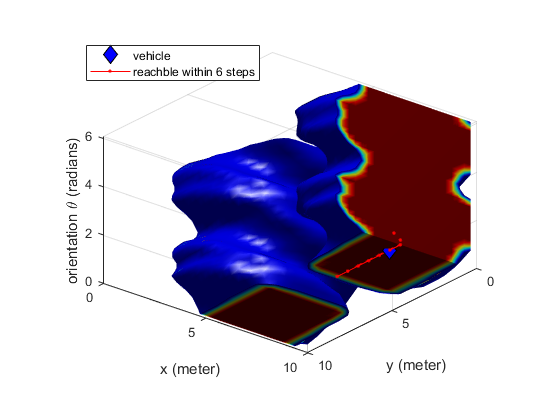 vehicle
reachble within 6 steps
orientation θ (radians)
6
4
2
0
0
5
10
x (meter)
10
5
0
y (meter)